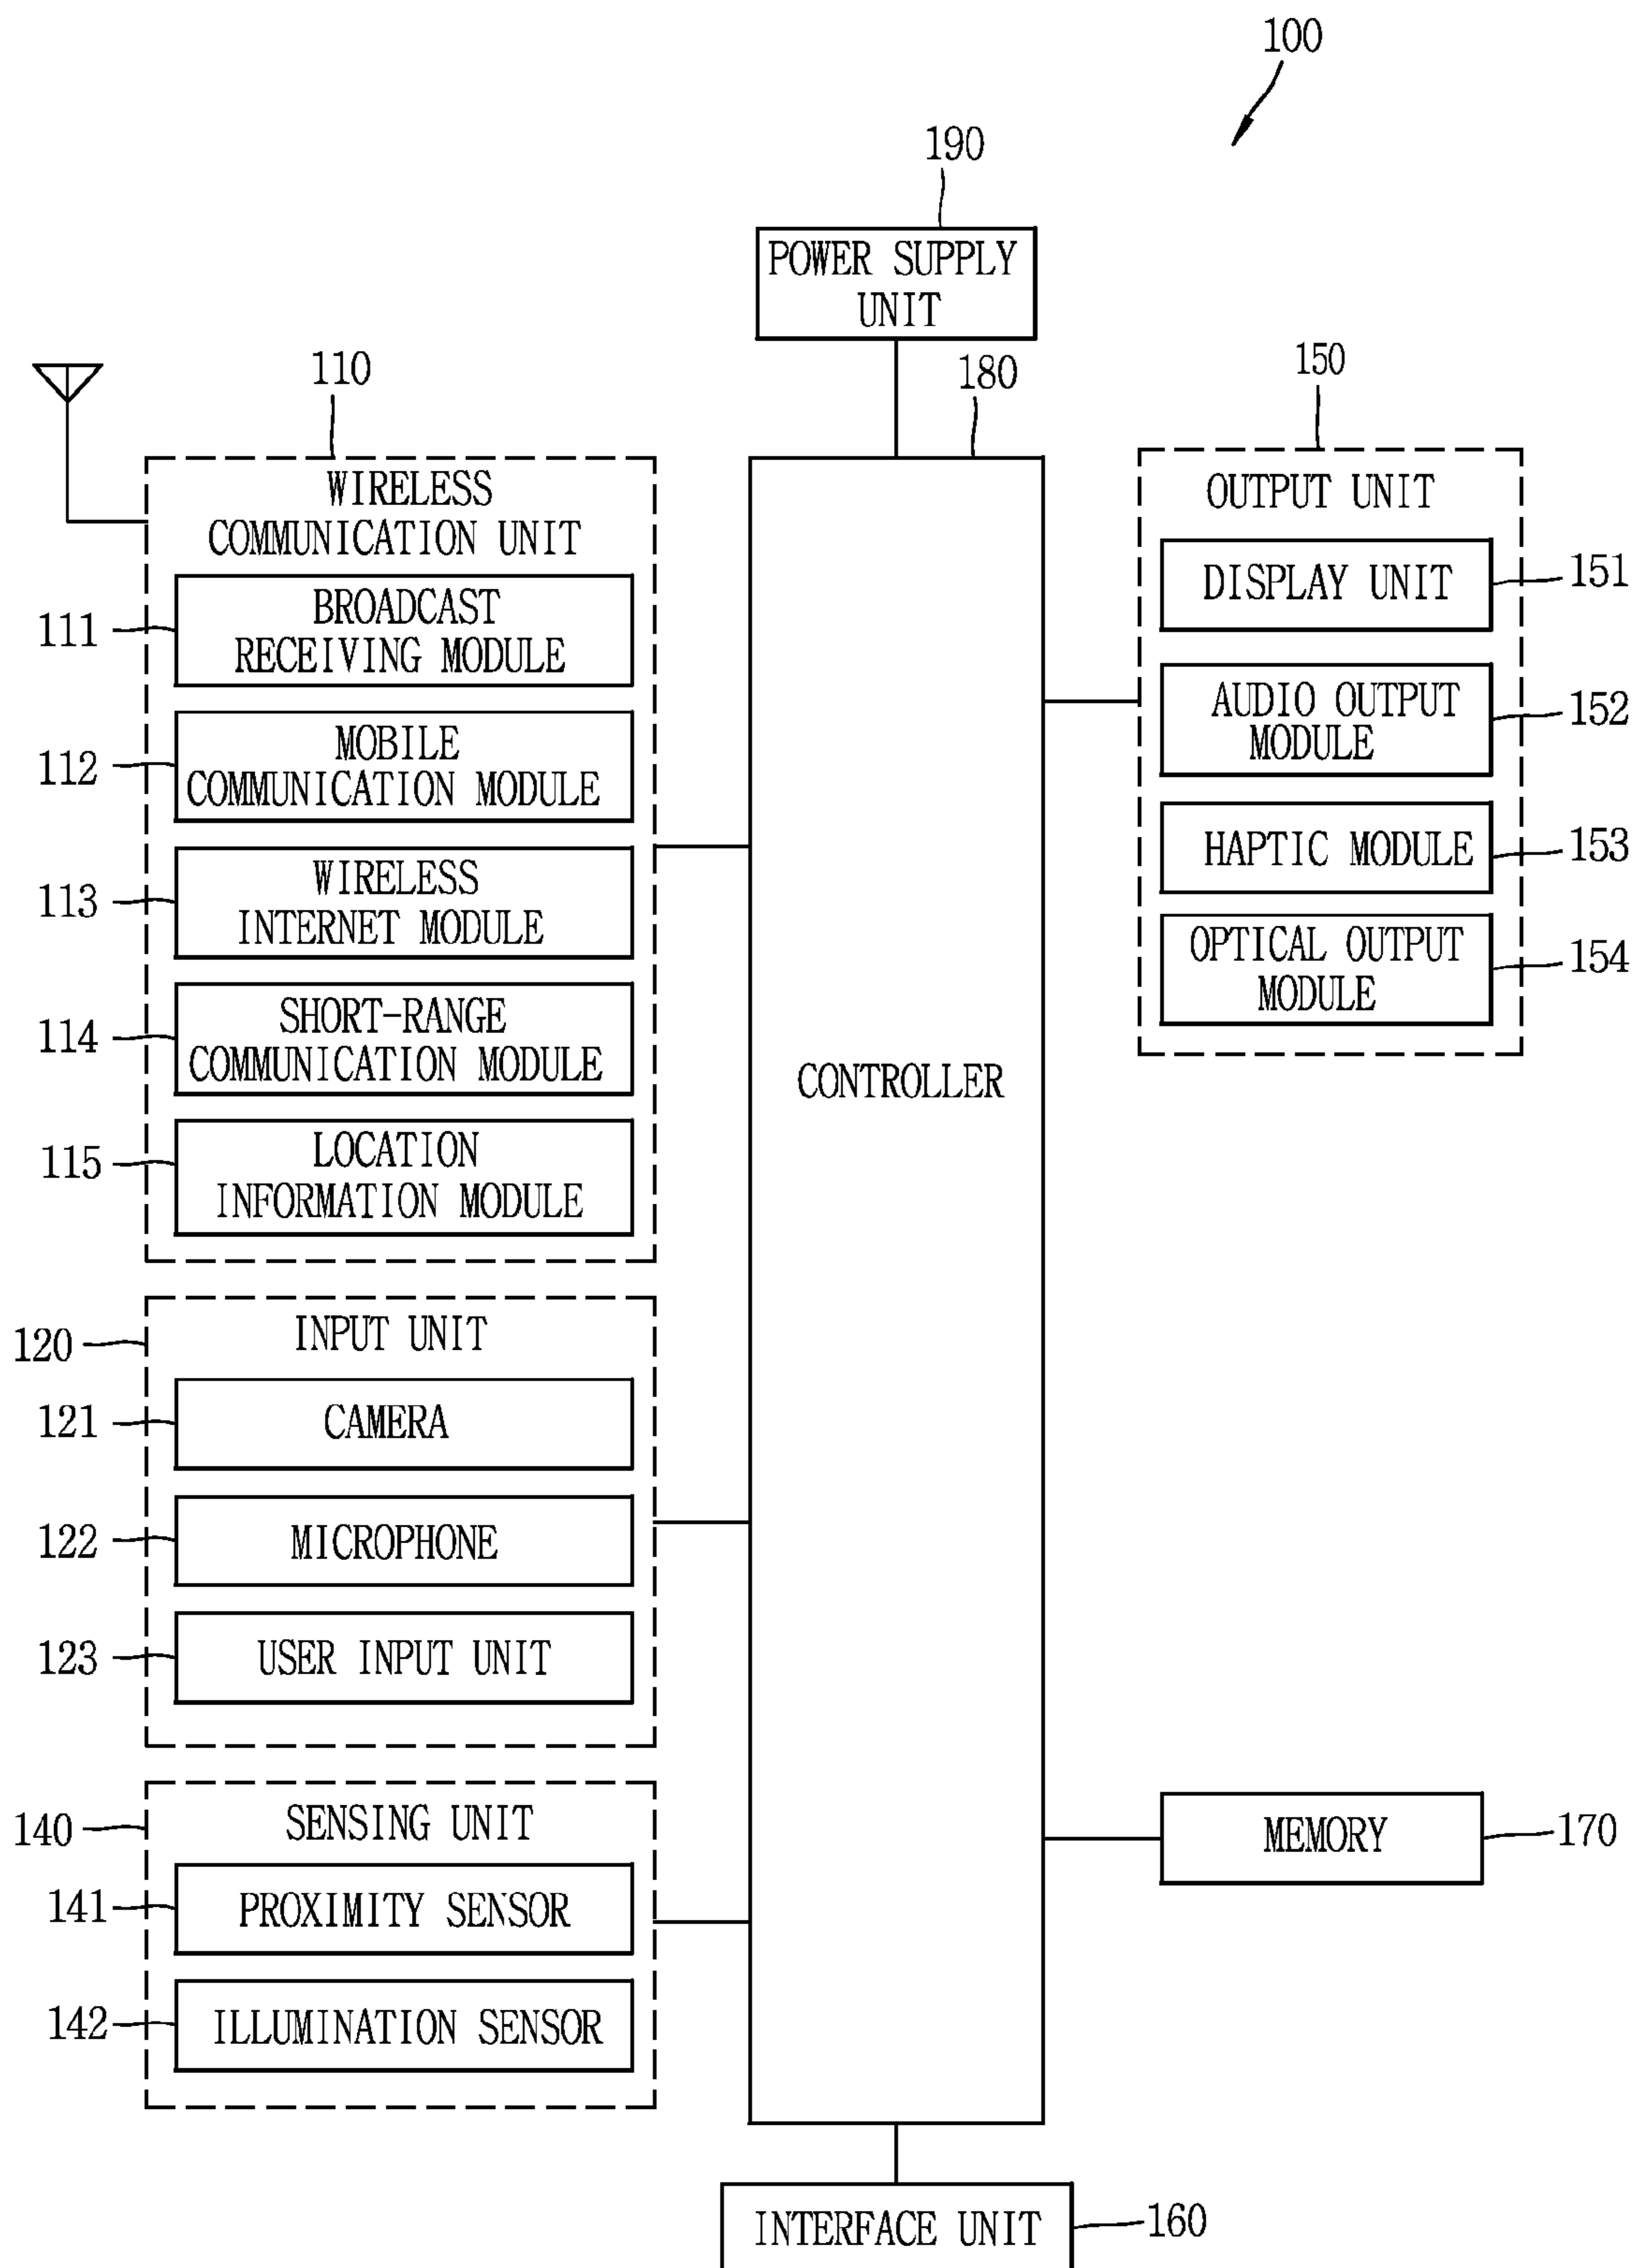 100
190
POWER SUPPLY
UNIT
110
180
150
WIRELESS
COMMUNICATION UNIT
111
BROADCAST
RECEIVING MODULE
112
MOBILE
COMMUNICATION MODULE
113
WIRELESS
INTERNET MODULE
114
SHORT-RANGE
COMMUNICATION MODULE
115
LOCATION
INFORMATION MODULE
120
INPUT UNIT
121
CAMERA
122
MICROPHONE
123
USER INPUT UNIT
140
SENSING UNIT
141
PROXIMITY SENSOR
142
ILLUMINATION SENSOR
CONTROLLER
OUTPUT UNIT
DISPLAY UNIT
151
AUDIO OUTPUT
MODULE
152
HAPTIC MODULE
153
OPTICAL OUTPUT
MODULE
154
MEMORY
170
INTERFACE UNIT
160